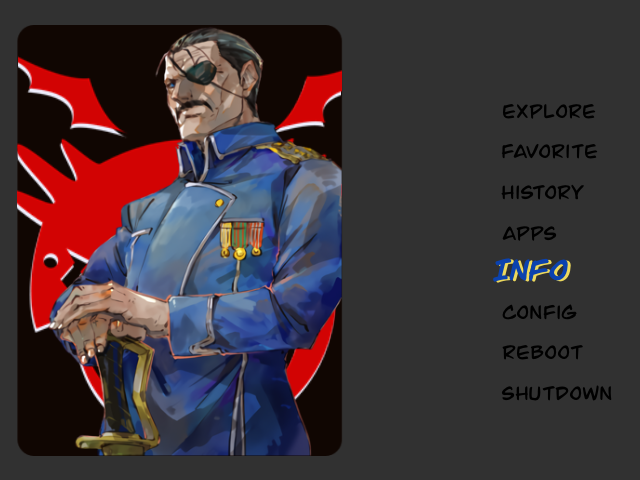 EXPLORE
FAVORITE
HISTORY
APPS
INFO
CONFIG
REBOOT
SHUTDOWN